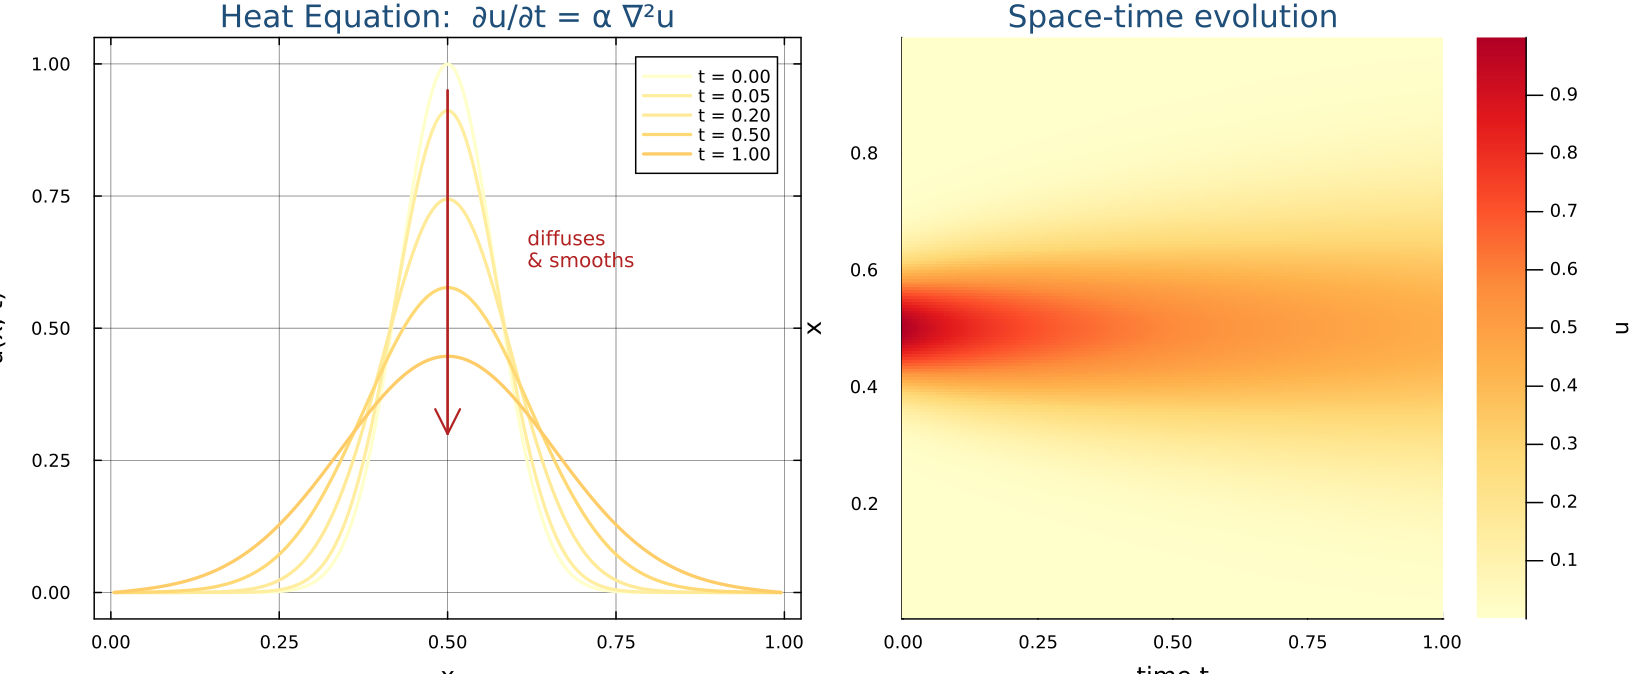 Heat Equation:  ∂u/∂t = α ∇²u
1.00
0.75
0.50
0.25
0.00
0.00
0.25
0.50
0.75
1.00
t = 0.00
t = 0.05
t = 0.20
t = 0.50
t = 1.00
diffuses
& smooths
Space-time evolution
x
0.8
0.6
0.4
0.2
0.00
0.25
0.50
0.75
1.00
time t
0.9
0.8
0.7
0.6
0.5
0.4
0.3
0.2
0.1
u